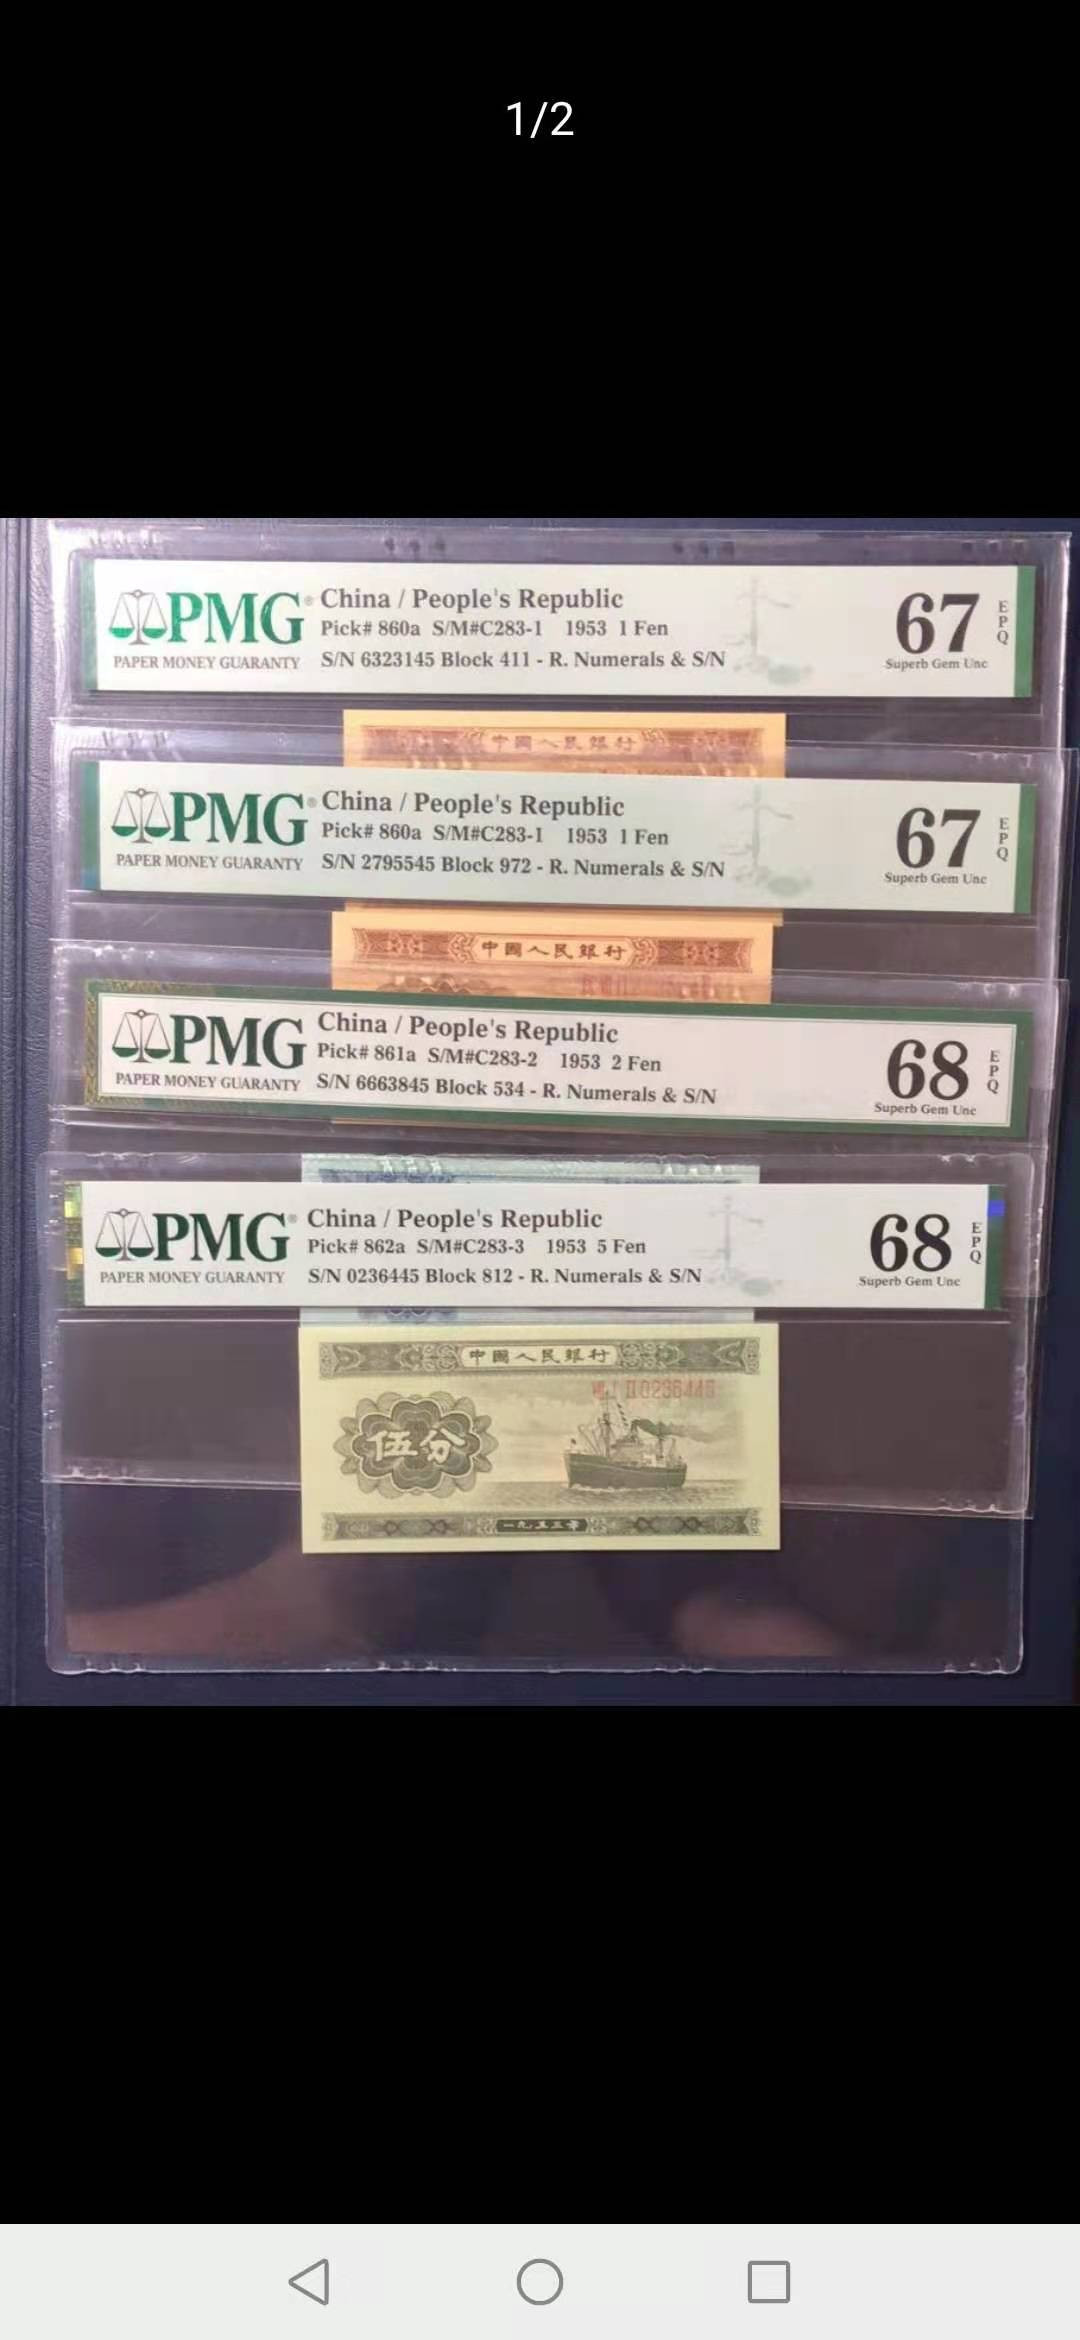 1/2
PMG
PAPER MONEY GUARANTY
China / People's Republic
Pick# 860a S/M#C283-1 1953 1 Fen
S/N 6323145 Block 411 - R. Numerals & S/N
67
EPQ
Superb Gem Unc
中國人民銀行
PMG
PAPER MONEY GUARANTY
China / People's Republic
Pick# 860a S/M#C283-1 1953 1 Fen
S/N 2795545 Block 972 - R. Numerals & S/N
67
EPQ
Superb Gem Unc
中國人民銀行
PMG
PAPER MONEY GUARANTY
China / People's Republic
Pick# 861a S/M#C283-2 1953 2 Fen
S/N 6663845 Block 534 - R. Numerals & S/N
68
EPQ
Superb Gem Unc
PMG
PAPER MONEY GUARANTY
China / People's Republic
Pick# 862a S/M#C283-3 1953 5 Fen
S/N 0236445 Block 812 - R. Numerals & S/N
68
EPQ
Superb Gem Unc
中國人民銀行
0236445
伍分
一九五三年